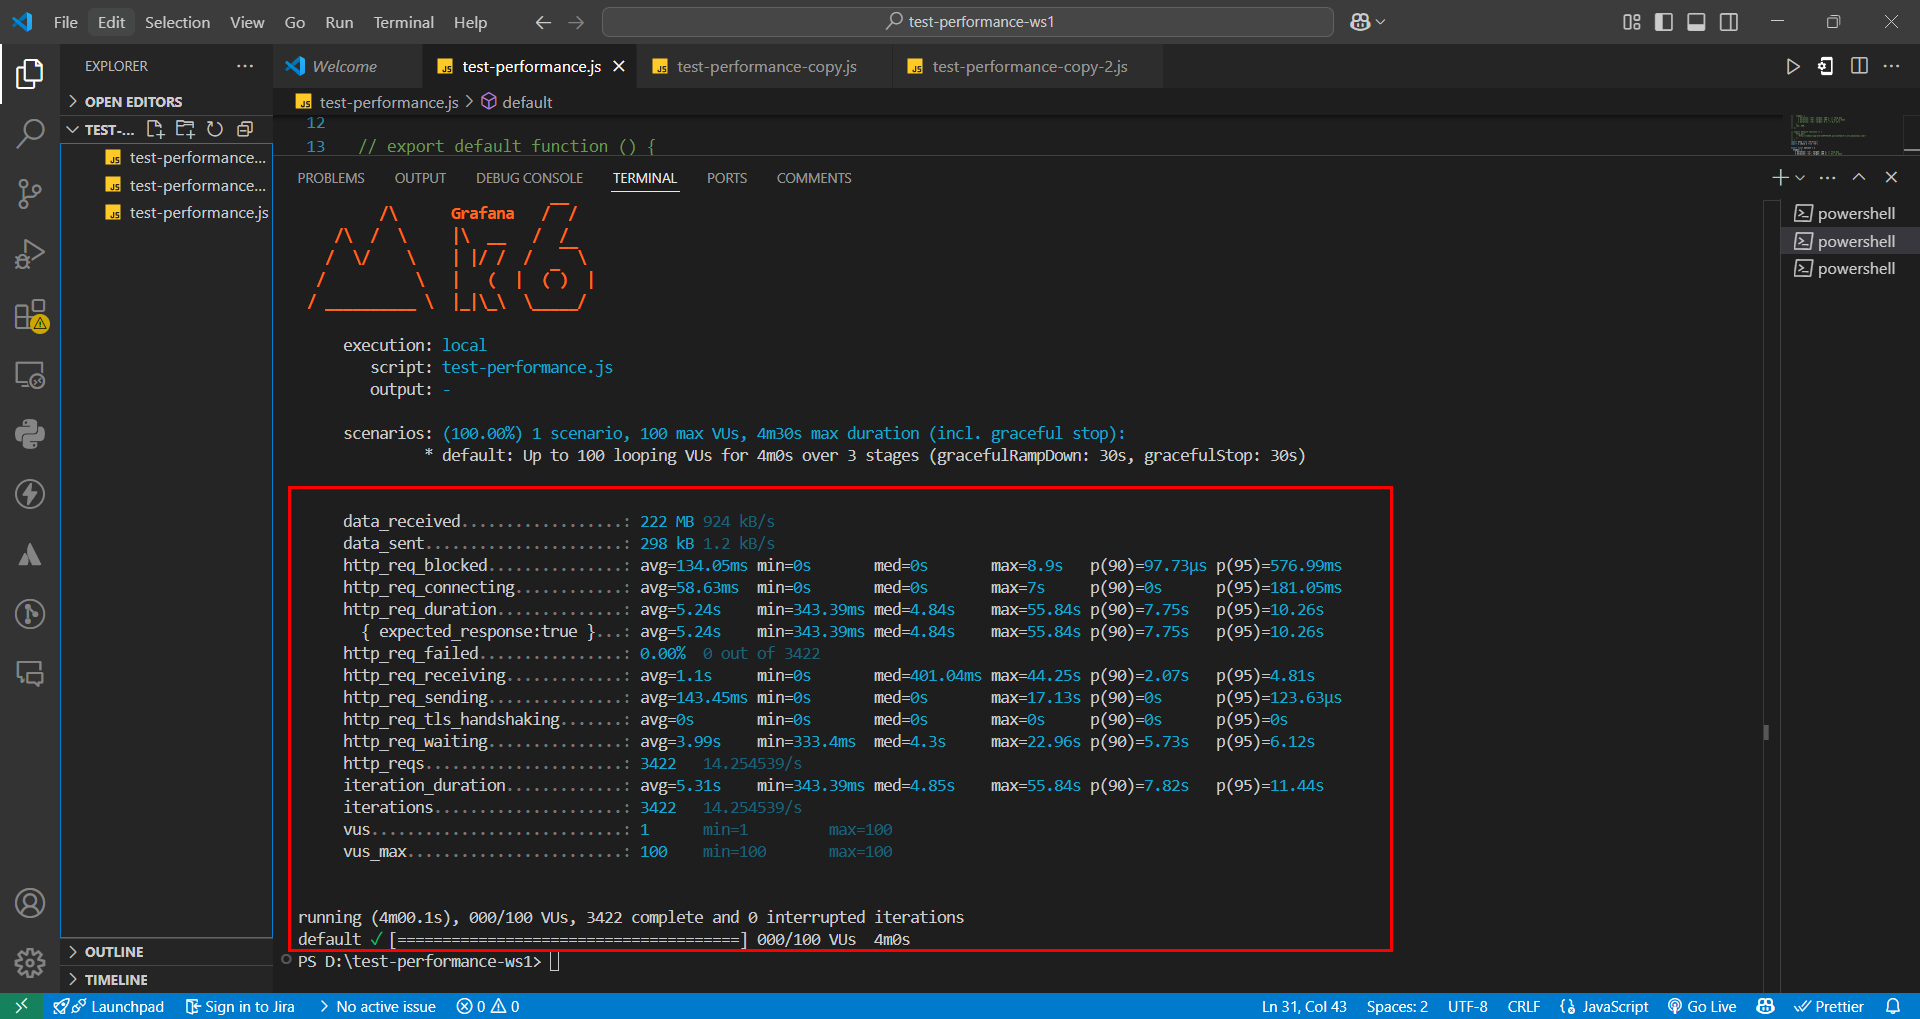 File Edit Selection View Go Run Terminal Help
test-performance-ws1
EXPLORER
OPEN EDITORS
TEST-...
test-performance...
test-performance...
test-performance.js
OUTLINE
TIMELINE
Welcome test-performance.js test-performance-copy.js test-performance-copy-2.js
test-performance.js > default
12
13 // export default function () {
PROBLEMS OUTPUT DEBUG CONSOLE TERMINAL PORTS COMMENTS
Grafana
execution: local
script: test-performance.js
output: -
scenarios: (100.00%) 1 scenario, 100 max VUs, 4m30s max duration (incl. graceful stop):
* default: Up to 100 looping VUs for 4m0s over 3 stages (gracefulRampDown: 30s, gracefulStop: 30s)
data_received..................: 222 MB 924 kB/s
data_sent......................: 298 kB 1.2 kB/s
http_req_blocked...............: avg=134.05ms min=0s med=0s max=8.9s p(90)=97.73µs p(95)=576.99ms
http_req_connecting............: avg=58.63ms min=0s med=0s max=7s p(90)=0s p(95)=181.05ms
http_req_duration..............: avg=5.24s min=343.39ms med=4.84s max=55.84s p(90)=7.75s p(95)=10.26s
{ expected_response:true }...: avg=5.24s min=343.39ms med=4.84s max=55.84s p(90)=7.75s p(95)=10.26s
http_req_failed................: 0.00% 0 out of 3422
http_req_receiving.............: avg=1.1s min=0s med=401.04ms max=44.25s p(90)=2.07s p(95)=4.81s
http_req_sending...............: avg=143.45ms min=0s med=0s max=17.13s p(90)=0s p(95)=123.63µs
http_req_tls_handshaking.......: avg=0s min=0s med=0s max=0s p(90)=0s p(95)=0s
http_req_waiting...............: avg=3.99s min=333.4ms med=4.3s max=22.96s p(90)=5.73s p(95)=6.12s
http_reqs......................: 3422 14.254539/s
iteration_duration.............: avg=5.31s min=343.39ms med=4.85s max=55.84s p(90)=7.82s p(95)=11.44s
iterations.....................: 3422 14.254539/s
vus............................: 1 min=1 max=100
vus_max........................: 100 min=100 max=100
running (4m00.1s), 000/100 VUs, 3422 complete and 0 interrupted iterations
default ✓ [======================================] 000/100 VUs 4m0s
PS D:\test-performance-ws1>
powershell
powershell
powershell
Launchpad Sign in to Jira > No active issue 0 0 Ln 31, Col 43 Spaces: 2 UTF-8 CRLF {} JavaScript Go Live Prettier